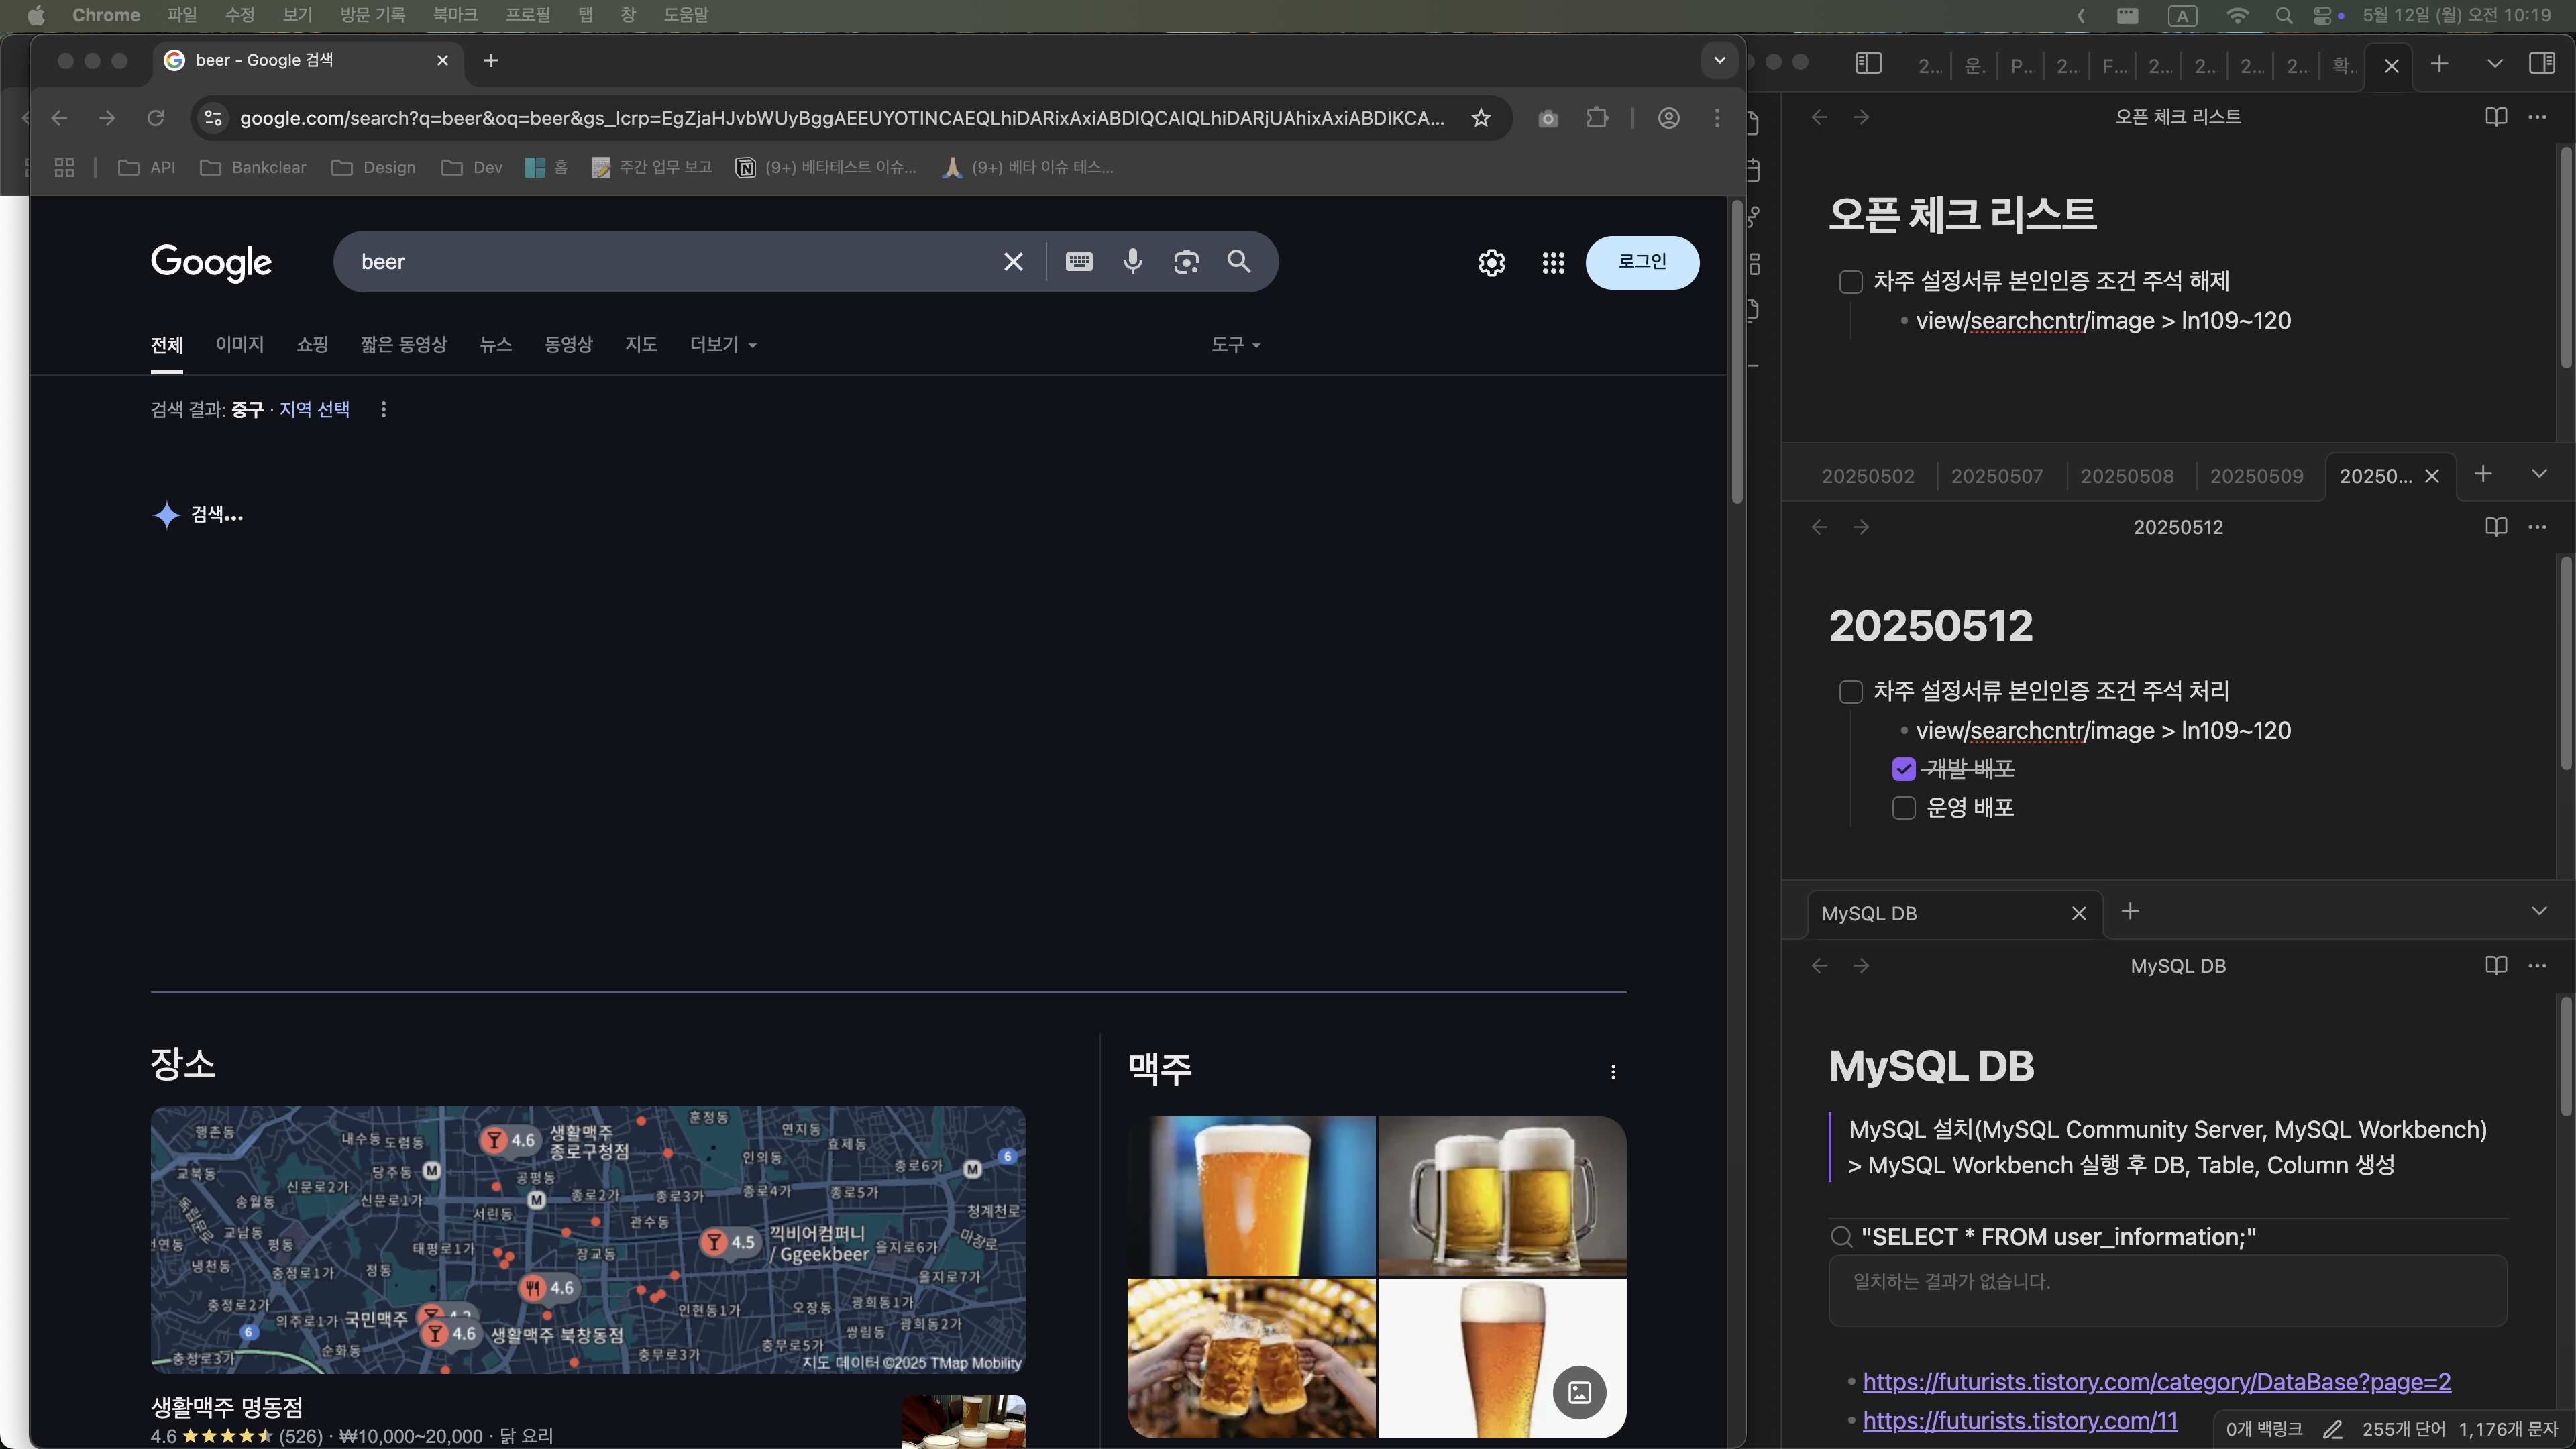 Chrome 파일 수정 보기 방문 기록 북마크 프로필 탭 창 도움말
A 5월 12일 (월) 오전 10:19
beer - Google 검색
google.com/search?q=beer&oq=beer&gs_lcrp=EgZjaHJvbWUyBggAEEUYOTINCAEQLhiDARixAxiABDIQCAIQLhiDARjUAhixAxiABDIKCA...
API Bankclear Design Dev 홈 주간 업무 보고 (9+) 베타테스트 이슈... (9+) 베타 이슈 테스...
Google beer 로그인
전체 이미지 쇼핑 짧은 동영상 뉴스 동영상 지도 더보기 도구
검색 결과: 중구 · 지역 선택
검색...
장소
행촌동 내수동 도렴동 4.6 생활맥주 종로구청점 훈정동 연지동 효제동
교북동 당주동 M 공평동 인의동 종로6가 M 6
송월동 신문로2가 신문로1가 M 종로2가 종로3가 종로4가 종로5가
교남동 평동 서린동 관수동 청계천로
태평로1가 장교동 4.5 끽비어컴퍼니 / Ggeekbeer 을지로6가 마장로
냉천동 충정로1가 정동 을지로7가
충정로2가 4.6 인현동1가 오장동 광희동1가
의주로1가 국민맥주 쌍림동 광희동2가
6 순화동 4.6 생활맥주 북창동점 충무로3가 충무로5가
충정로3가 지도 데이터 ©2025 TMap Mobility
생활맥주 명동점
4.6 (526) · ₩10,000~20,000 · 닭 요리
맥주
2... 운.. P... 2... F... 2... 2... 2... 2... 확..
오픈 체크 리스트
오픈 체크 리스트
차주 설정서류 본인인증 조건 주석 해제
view/searchcntr/image > ln109~120
20250502 20250507 20250508 20250509 20250...
20250512
20250512
차주 설정서류 본인인증 조건 주석 처리
view/searchcntr/image > ln109~120
개발 배포
운영 배포
MySQL DB
MySQL DB
MySQL DB
MySQL 설치(MySQL Community Server, MySQL Workbench)
> MySQL Workbench 실행 후 DB, Table, Column 생성
"SELECT * FROM user_information;"
일치하는 결과가 없습니다.
https://futurists.tistory.com/category/DataBase?page=2
https://futurists.tistory.com/11
0개 백링크 255개 단어 1,176개 문자